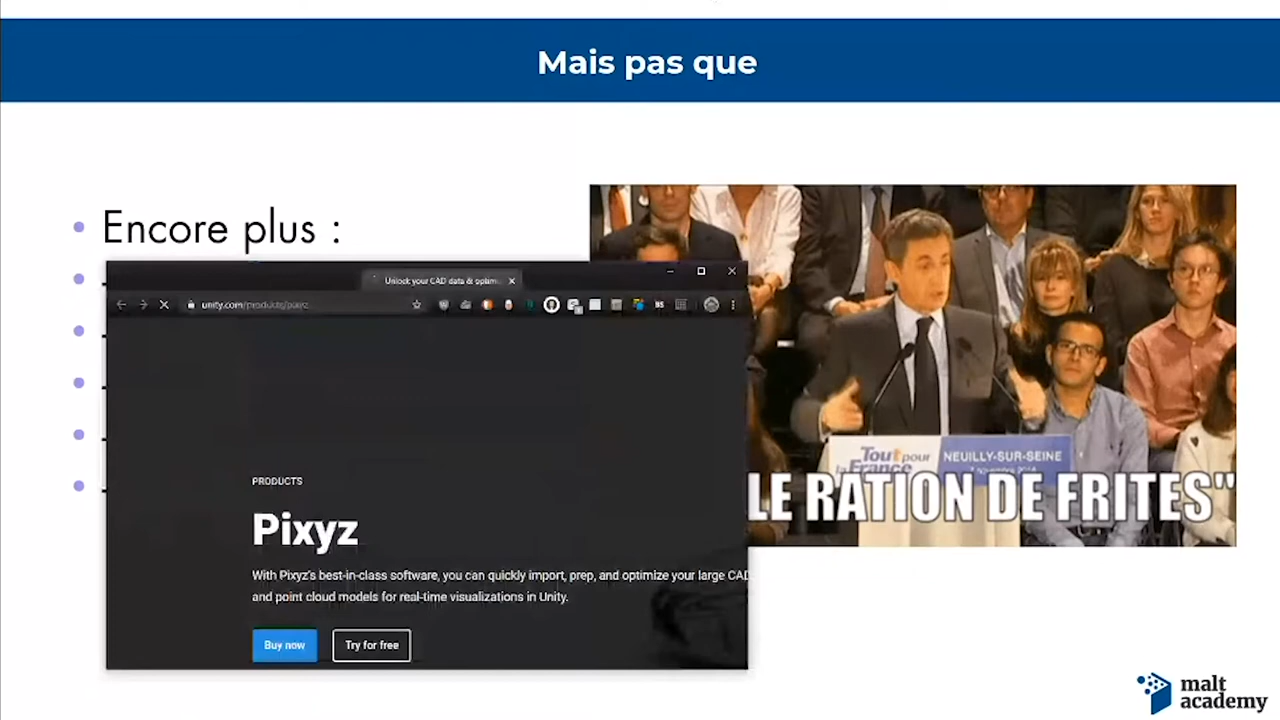 Mais pas que
Encore plus :
Unlock your CAD data & optim
unity.com/products/pixyz
PRODUCTS
Pixyz
With Pixyz's best-in-class software, you can quickly import, prep, and optimize your large CAD
and point cloud models for real-time visualizations in Unity.
Buy now
Try for free
Tout pour
la France
NEUILLY-SUR-SEINE
LE RATION DE FRITES"
malt
academy